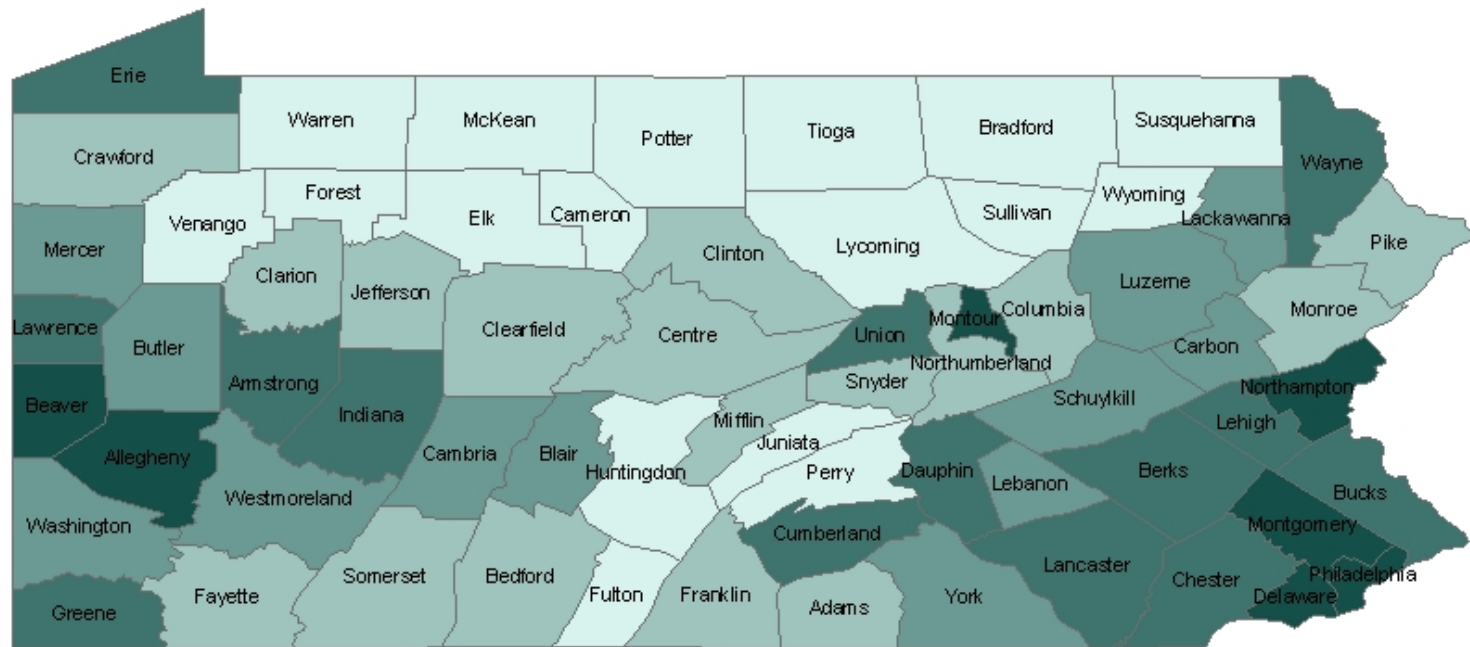 Erie
Warren
McKean
Potter
Tioga
Bradford
Susquehanna
Crawford
Wayne
Forest
Venango
Elk
Cameron
Sullivan
Wyoming
Lackawanna
Mercer
Clarion
Clinton
Lycoming
Pike
Jefferson
Luzerne
Lawrence
Butler
Clearfield
Centre
Union
Montour
Columbia
Monroe
Carbon
Armstrong
Northumberland
Snyder
Beaver
Indiana
Schuylkill
Northampton
Mifflin
Lehigh
Allegheny
Cambria
Blair
Juniata
Huntingdon
Perry
Dauphin
Lebanon
Berks
Bucks
Westmoreland
Washington
Cumberland
Montgomery
Somerset
Bedford
Lancaster
Philadelphia
Greene
Fayette
Fulton
Franklin
Adams
York
Chester
Delaware